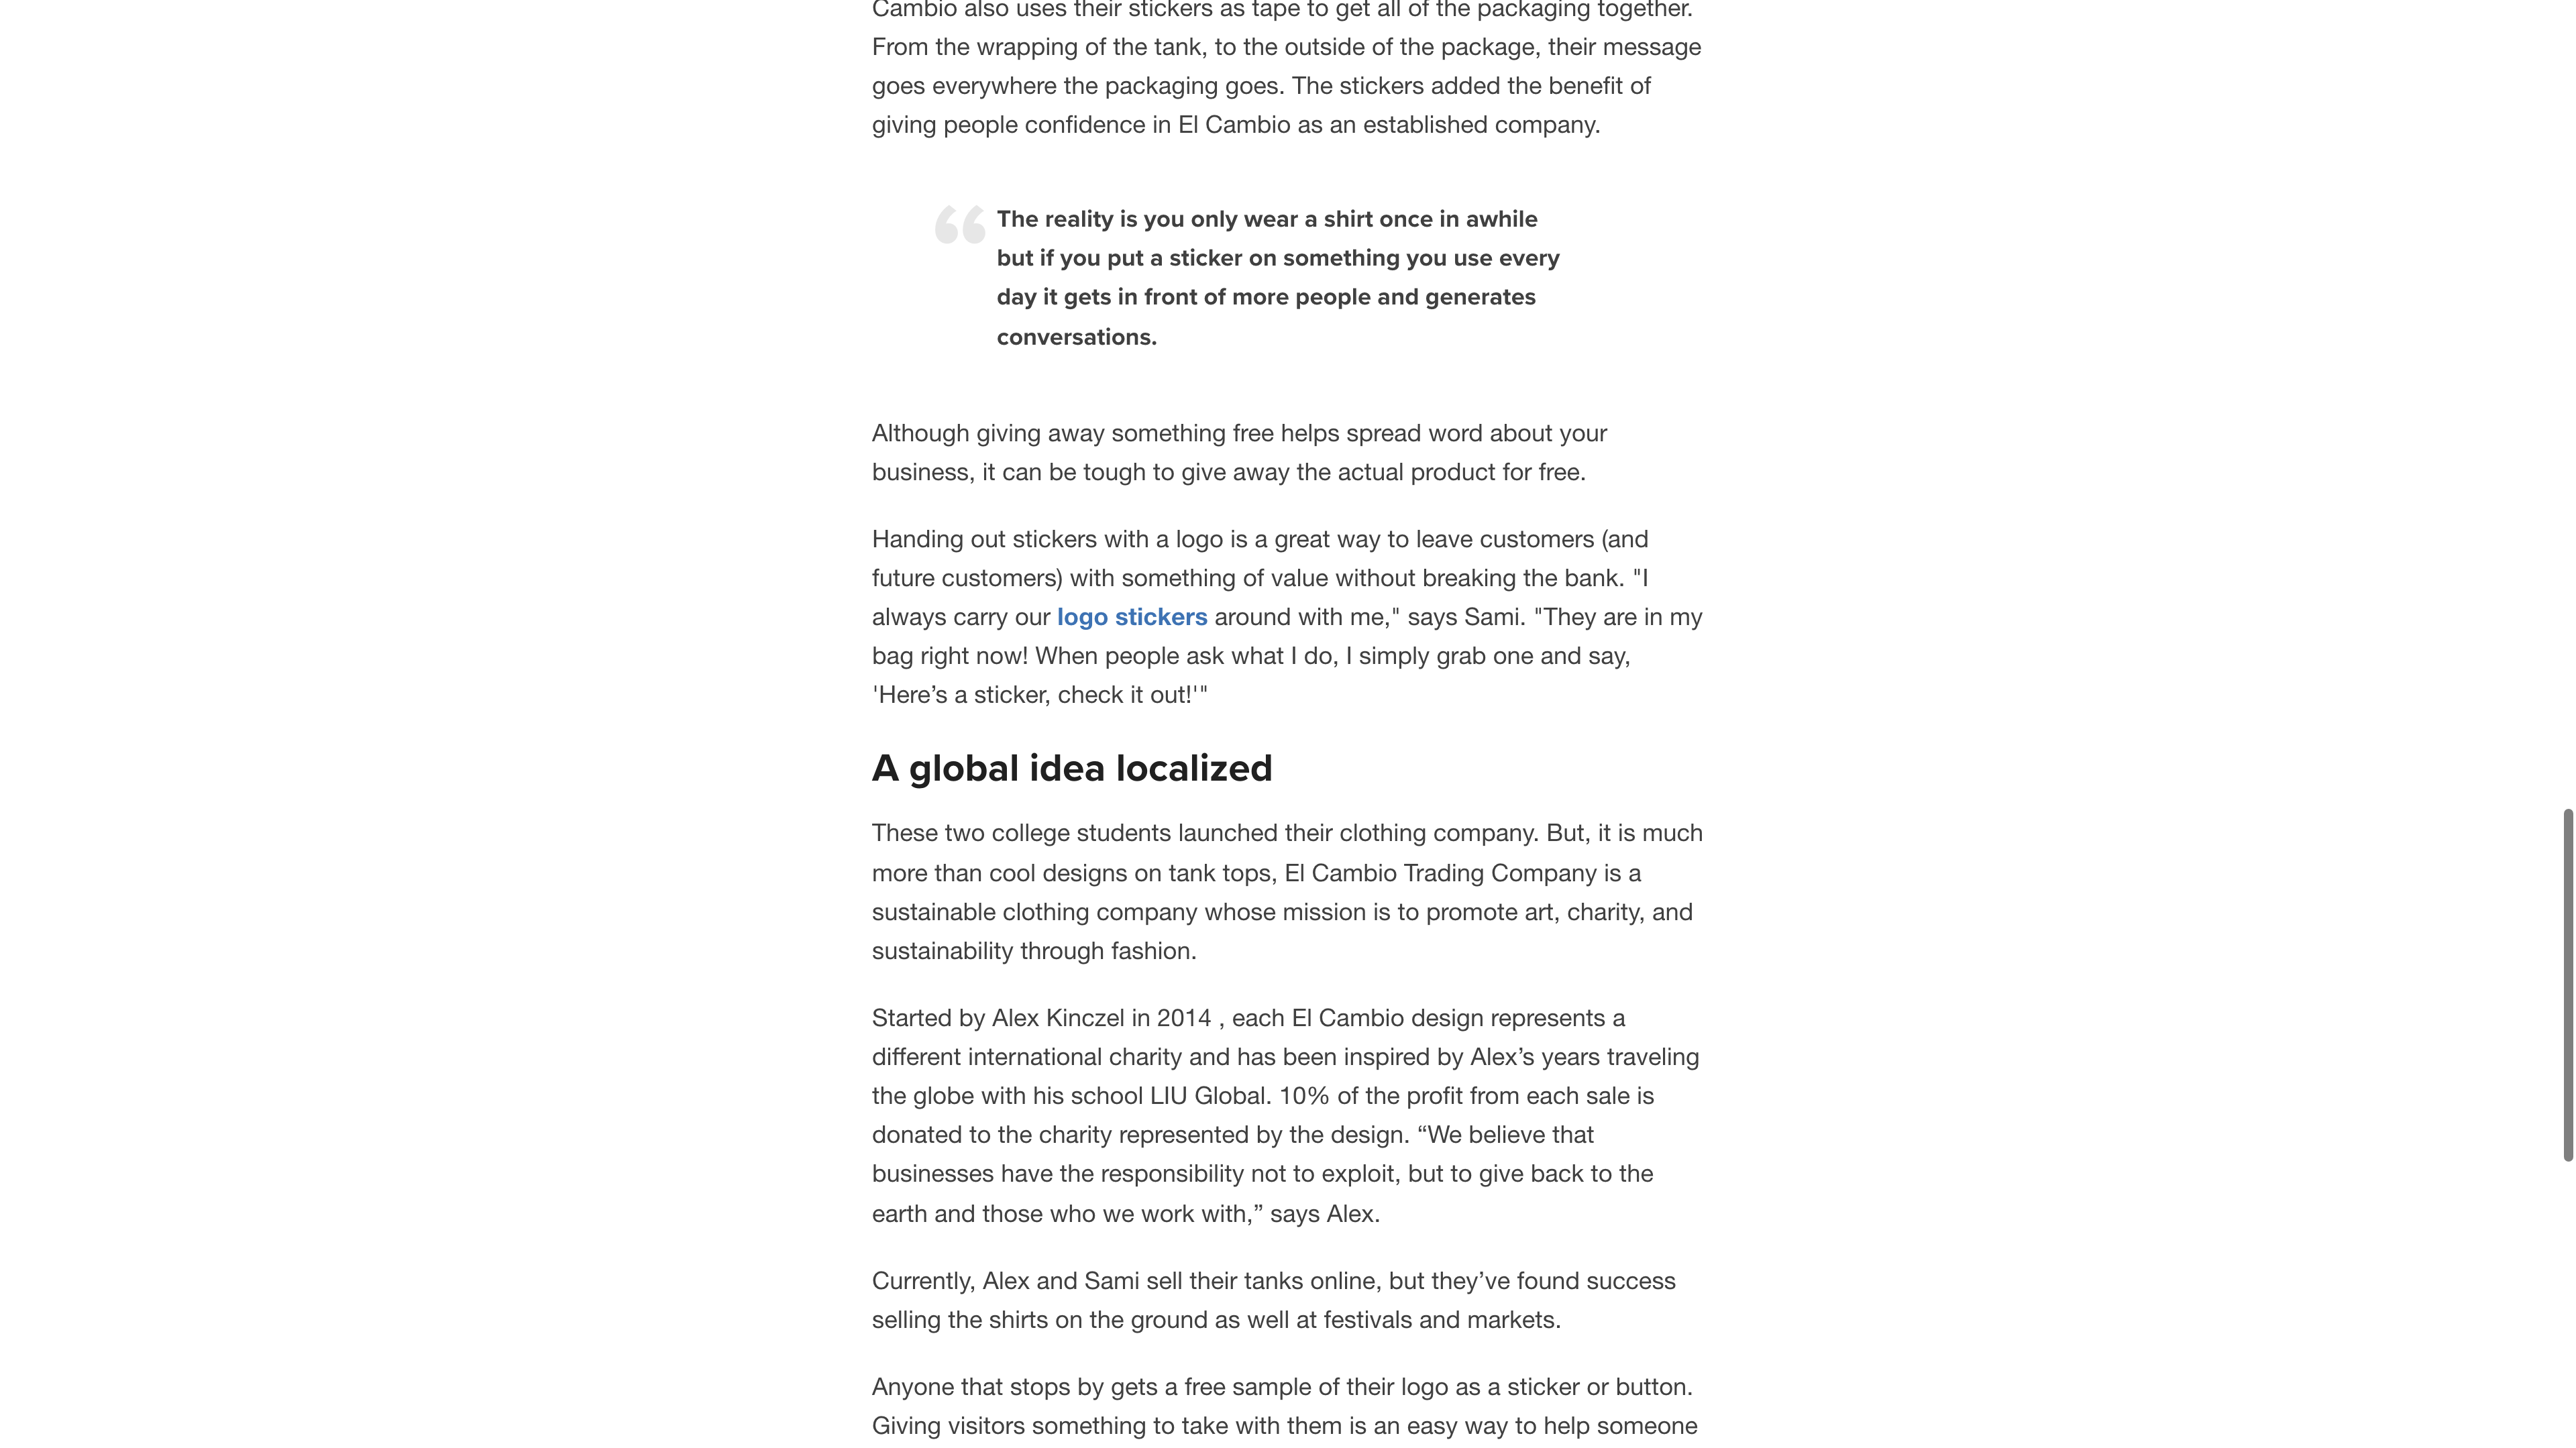 Cambio also uses their stickers as tape to get all of the packaging together.
From the wrapping of the tank, to the outside of the package, their message
goes everywhere the packaging goes. The stickers added the benefit of
giving people confidence in El Cambio as an established company.
“
The reality is you only wear a shirt once in awhile
but if you put a sticker on something you use every
day it gets in front of more people and generates
conversations.
Although giving away something free helps spread word about your
business, it can be tough to give away the actual product for free.
Handing out stickers with a logo is a great way to leave customers (and
future customers) with something of value without breaking the bank. "I
always carry our logo stickers around with me," says Sami. "They are in my
bag right now! When people ask what I do, I simply grab one and say,
'Here’s a sticker, check it out!'"
A global idea localized
These two college students launched their clothing company. But, it is much
more than cool designs on tank tops, El Cambio Trading Company is a
sustainable clothing company whose mission is to promote art, charity, and
sustainability through fashion.
Started by Alex Kinczel in 2014 , each El Cambio design represents a
different international charity and has been inspired by Alex’s years traveling
the globe with his school LIU Global. 10% of the profit from each sale is
donated to the charity represented by the design. “We believe that
businesses have the responsibility not to exploit, but to give back to the
earth and those who we work with,” says Alex.
Currently, Alex and Sami sell their tanks online, but they’ve found success
selling the shirts on the ground as well at festivals and markets.
Anyone that stops by gets a free sample of their logo as a sticker or button.
Giving visitors something to take with them is an easy way to help someone